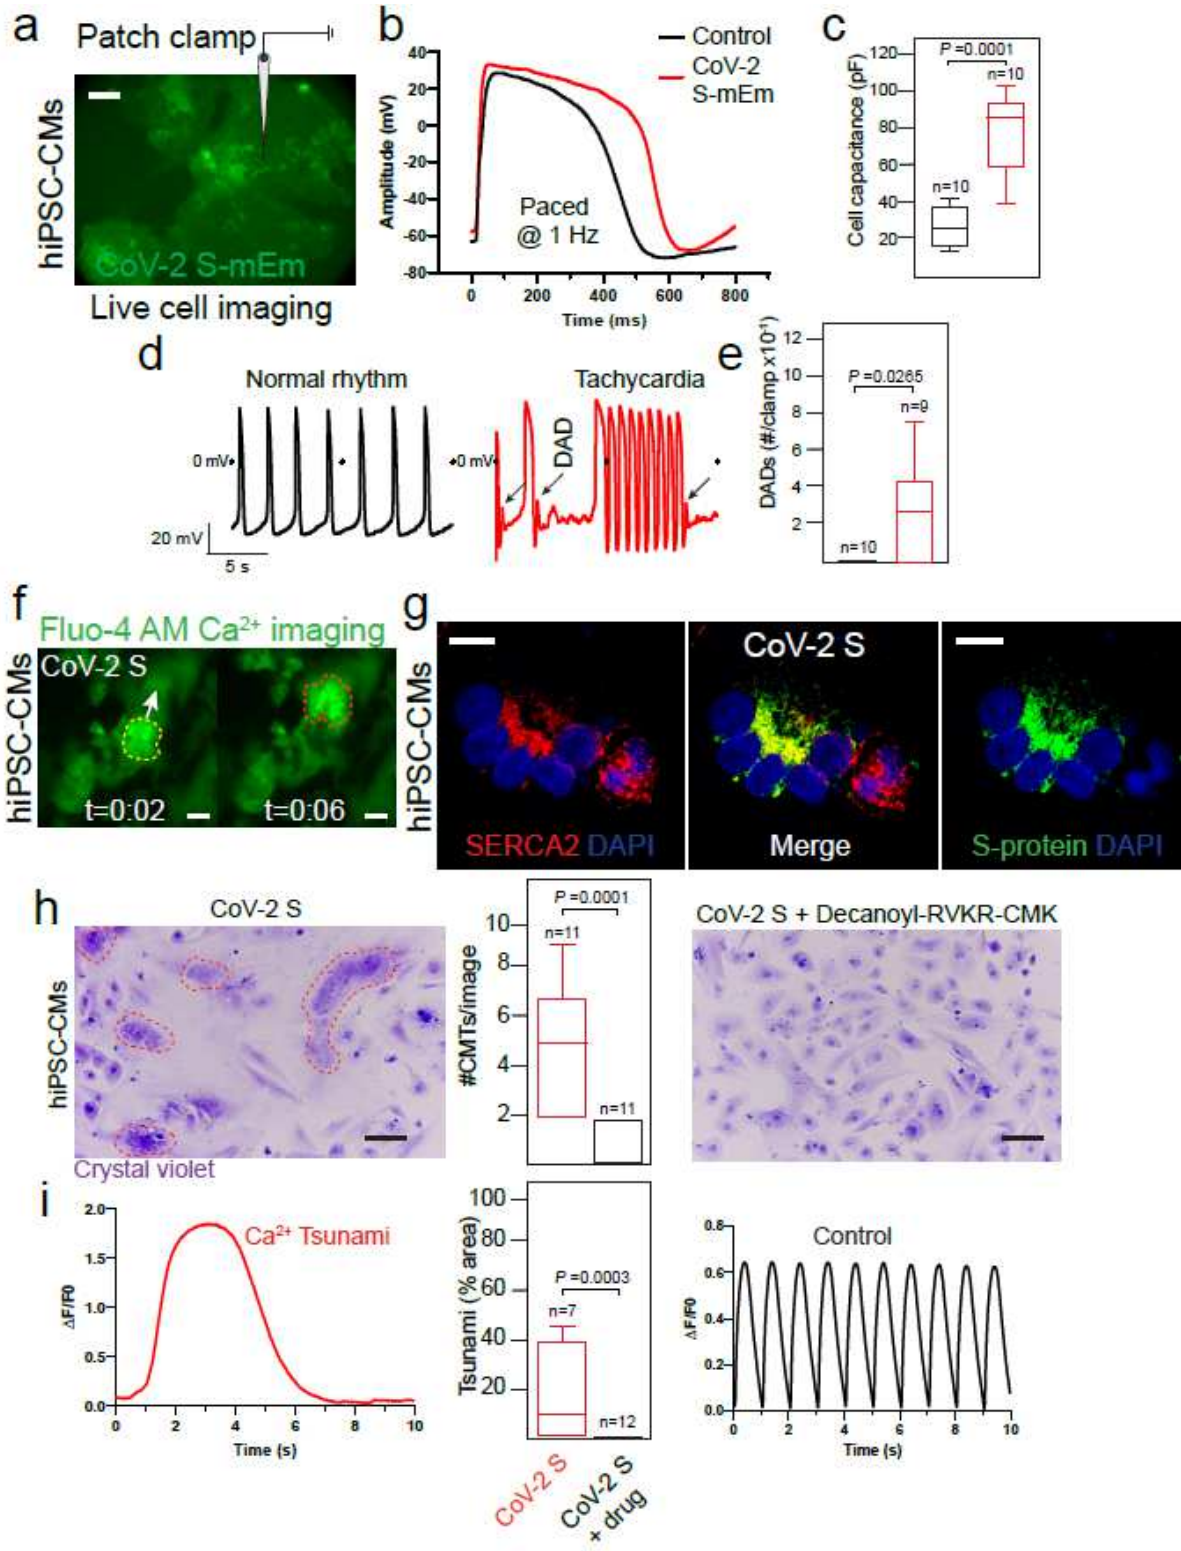 a
Patch clamp
hiPSC-CMs
CoV-2 S-mEm
Live cell imaging
b
Amplitude (mV)
40
20
0
-20
-40
-60
-80
Control
CoV-2
S-mEm
Paced
@ 1 Hz
0
200
400
600
800
Time (ms)
c
Cell capacitance (pF)
120
100
80
60
40
20
P =0.0001
n=10
n=10
d
Normal rhythm
0 mV
20 mV
5 s
Tachycardia
0 mV
DAD
e
DADs (#/clamp x10-1)
12
10
8
6
4
2
P =0.0265
n=9
n=10
f
Fluo-4 AM Ca2+ imaging
hiPSC-CMs
CoV-2 S
t=0:02
t=0:06
g
hiPSC-CMs
CoV-2 S
SERCA2 DAPI
Merge
S-protein DAPI
h
CoV-2 S
hiPSC-CMs
Crystal violet
#CMTs/image
10
8
6
4
2
P =0.0001
n=11
n=11
CoV-2 S + Decanoyl-RVKR-CMK
i
ΔF/F0
2.0
1.5
1.0
0.5
0.0
Ca2+ Tsunami
0
2
4
6
8
10
Time (s)
Tsunami (% area)
100
80
60
40
20
P =0.0003
n=7
n=12
CoV-2 S
CoV-2 S
+ drug
Control
ΔF/F0
0.8
0.6
0.4
0.2
0.0
0
2
4
6
8
10
Time (s)